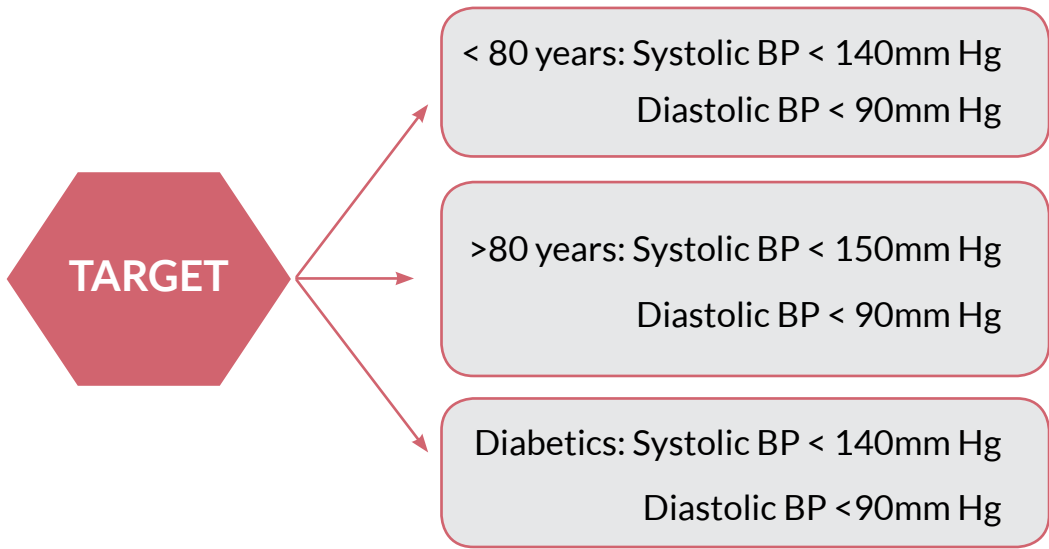 TARGET
< 80 years: Systolic BP < 140mm Hg
Diastolic BP < 90mm Hg
>80 years: Systolic BP < 150mm Hg
Diastolic BP < 90mm Hg
Diabetics: Systolic BP < 140mm Hg
Diastolic BP <90mm Hg